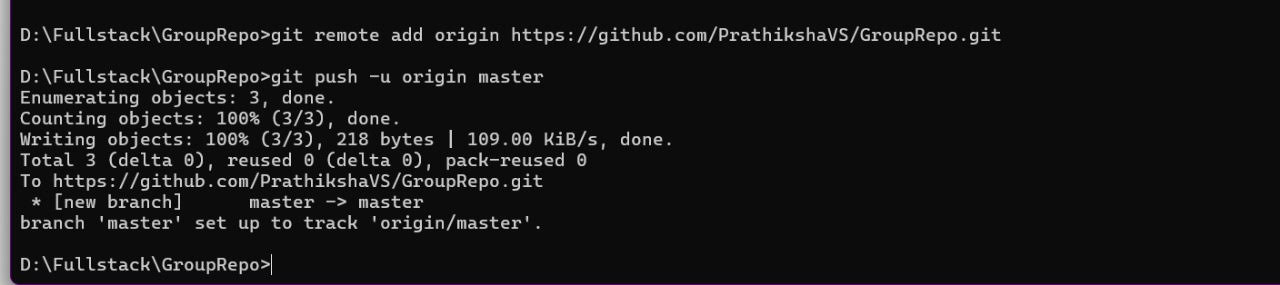 D:\Fullstack\GroupRepo>git remote add origin https://github.com/PrathikshaVS/GroupRepo.git
D:\Fullstack\GroupRepo>git push -u origin master
Enumerating objects: 3, done.
Counting objects: 100% (3/3), done.
Writing objects: 100% (3/3), 218 bytes | 109.00 KiB/s, done.
Total 3 (delta 0), reused 0 (delta 0), pack-reused 0
To https://github.com/PrathikshaVS/GroupRepo.git
 * [new branch]      master -> master
branch 'master' set up to track 'origin/master'.
D:\Fullstack\GroupRepo>